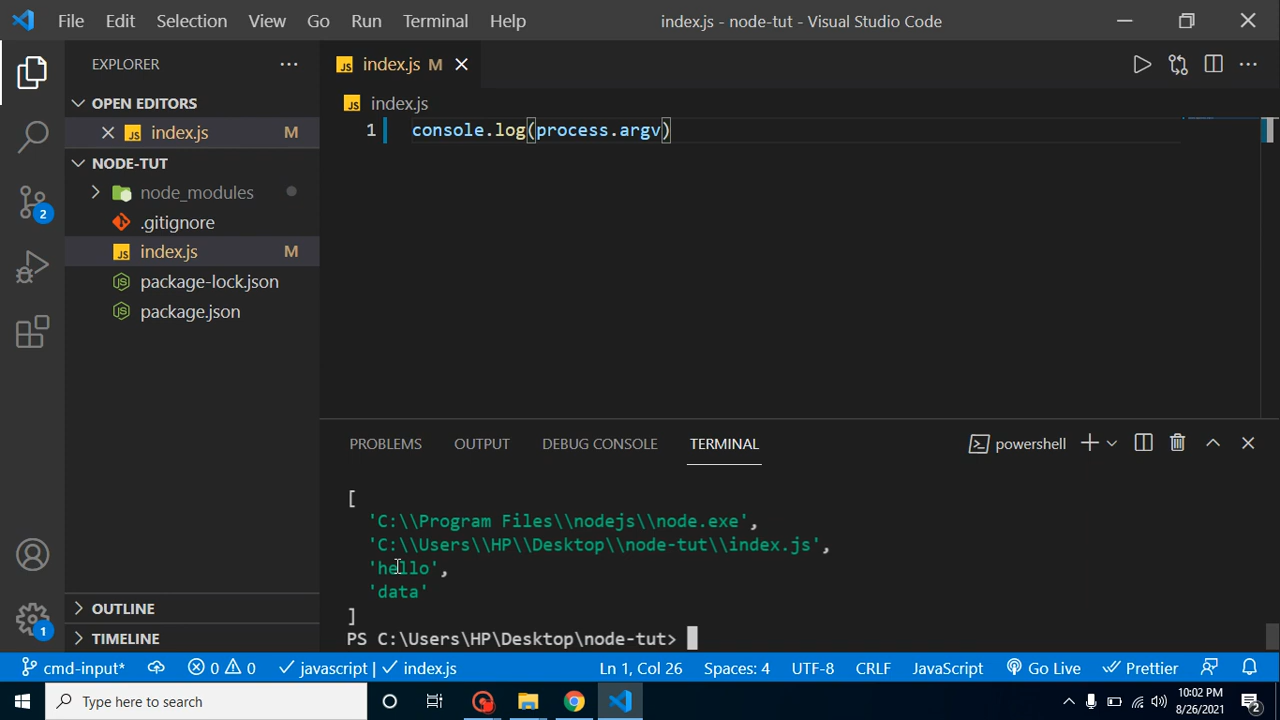 File Edit Selection View Go Run Terminal Help index.js - node-tut - Visual Studio Code
EXPLORER
index.js M
OPEN EDITORS
index.js M
index.js
1 console.log(process.argv)
NODE-TUT
node_modules
.gitignore
index.js M
package-lock.json
package.json
PROBLEMS OUTPUT DEBUG CONSOLE TERMINAL powershell
[
'C:\\Program Files\\nodejs\\node.exe',
'C:\\Users\\HP\\Desktop\\node-tut\\index.js',
'hello',
'data'
]
PS C:\Users\HP\Desktop\node-tut>
OUTLINE
TIMELINE
2
1
cmd-input* 0 0 javascript | index.js Ln 1, Col 26 Spaces: 4 UTF-8 CRLF JavaScript Go Live Prettier
Type here to search
10:02 PM
8/26/2021
2